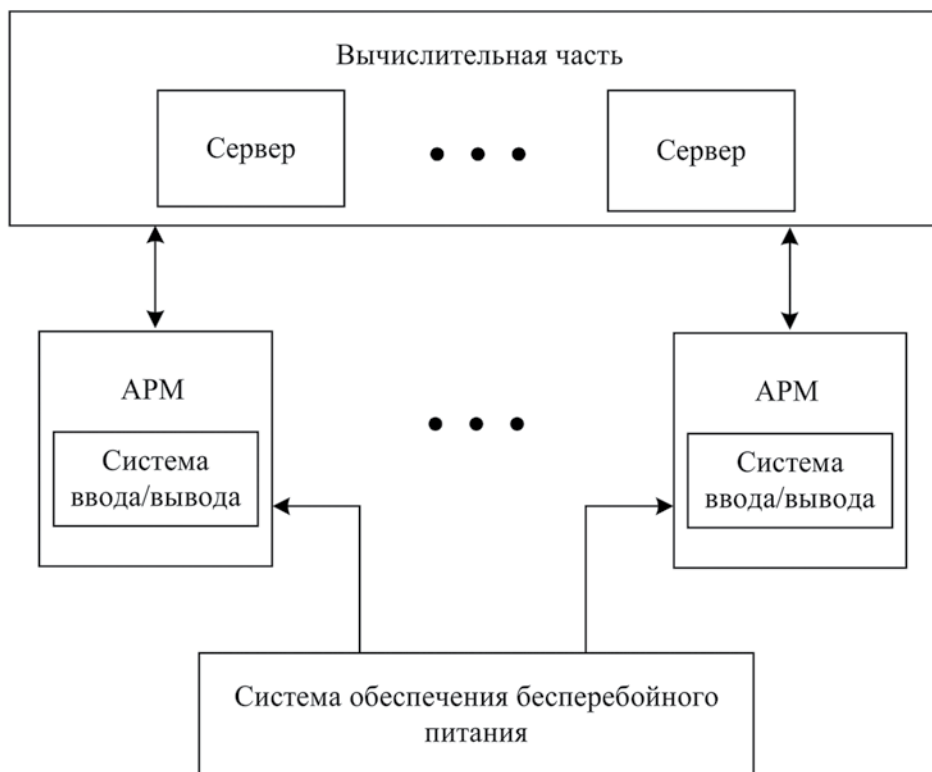 Вычислительная часть
Сервер
Сервер
АРМ
АРМ
Система
ввода/вывода
Система
ввода/вывода
Система обеспечения бесперебойного
питания